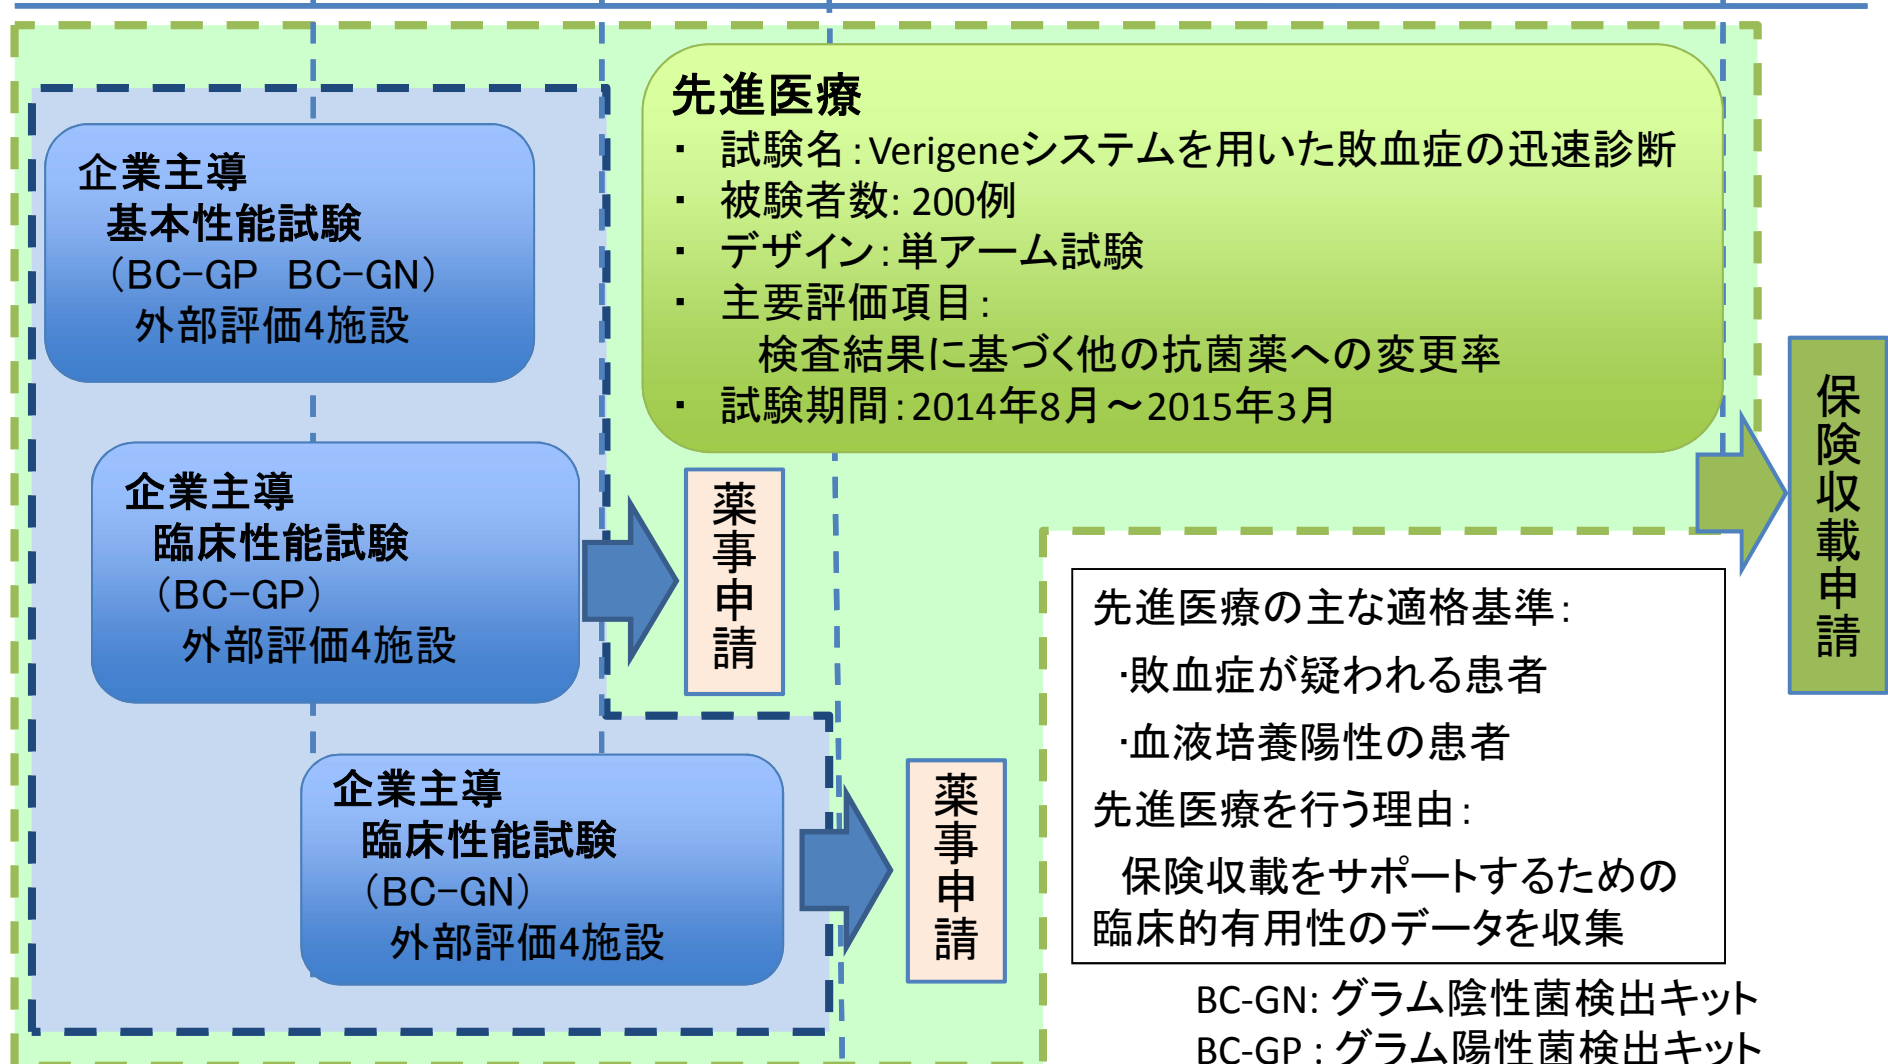 先進医療
・ 試験名：Verigeneシステムを用いた敗血症の迅速診断
・ 被験者数: 200例
・ デザイン：単アーム試験
・ 主要評価項目：
検査結果に基づく他の抗菌薬への変更率
・ 試験期間：2014年8月～2015年3月
企業主導
基本性能試験
（BC-GP BC-GN）
外部評価4施設
企業主導
臨床性能試験
（BC-GP）
外部評価4施設
薬事申請
企業主導
臨床性能試験
（BC-GN）
外部評価4施設
薬事申請
保険収載申請
先進医療の主な適格基準：
・敗血症が疑われる患者
・血液培養陽性の患者
先進医療を行う理由：
保険収載をサポートするための
臨床的有用性のデータを収集
BC-GN: グラム陰性菌検出キット
BC-GP : グラム陽性菌検出キット